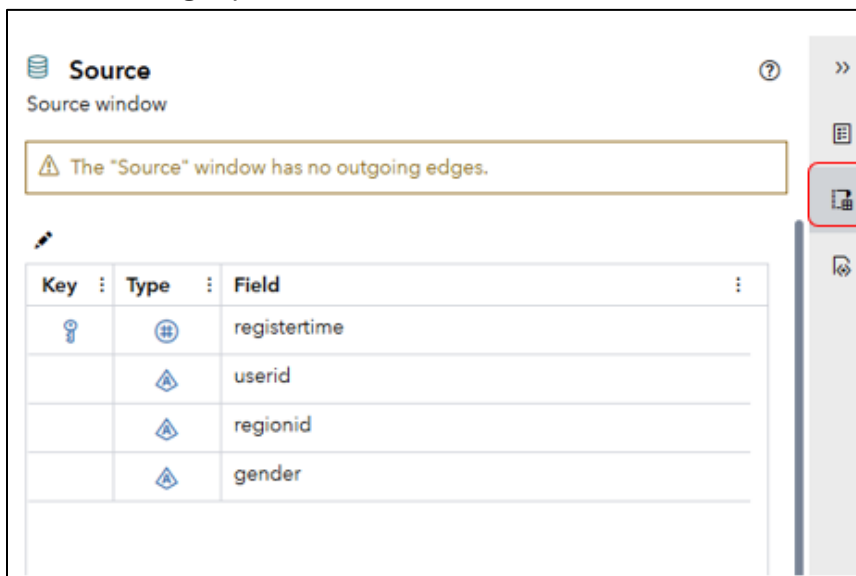 Source
Source window
The "Source" window has no outgoing edges.
Key Type Field
registertime
userid
regionid
gender